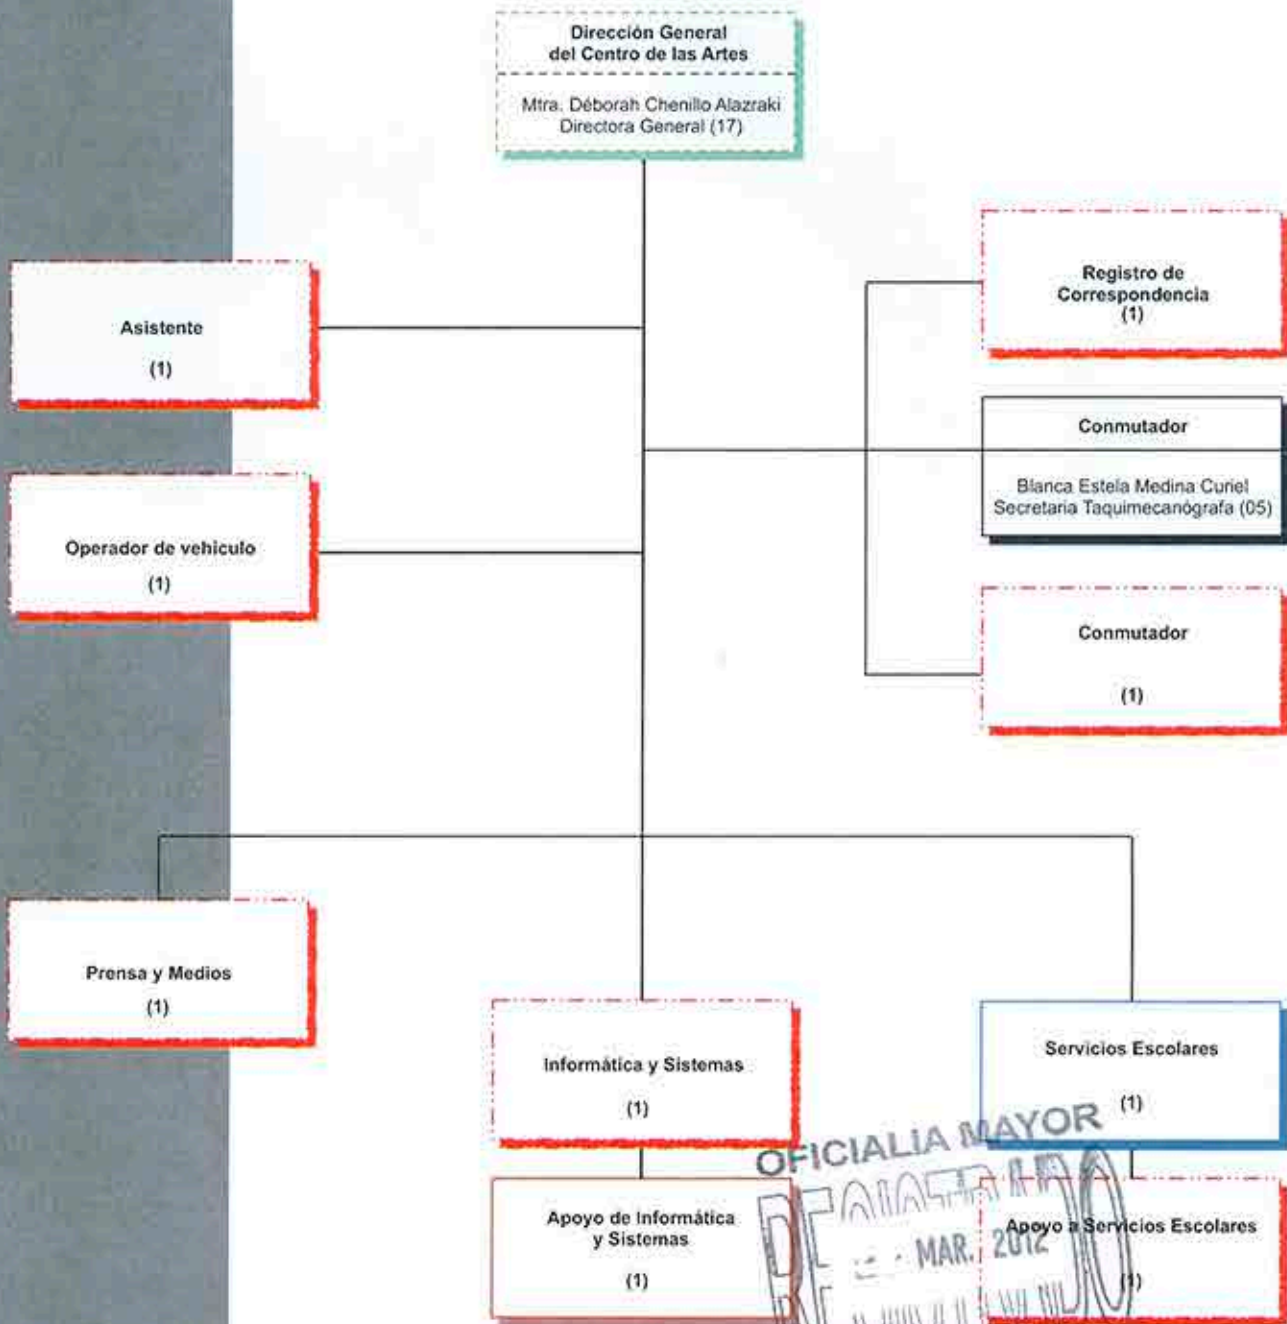 Dirección General
del Centro de las Artes
Mtra. Déborah Chenillo Alazraki
Directora General (17)
Asistente
(1)
Registro de
Correspondencia
(1)
Conmutador
Blanca Estela Medina Curiel
Secretaria Taquimecanógrafa (05)
Operador de vehiculo
(1)
Conmutador
(1)
Prensa y Medios
(1)
Informática y Sistemas
(1)
Servicios Escolares
(1)
OFICIALIA MAYOR
Apoyo de Informática
y Sistemas
(1)
MAR. 2012
Apoyo a Servicios Escolares
(1)